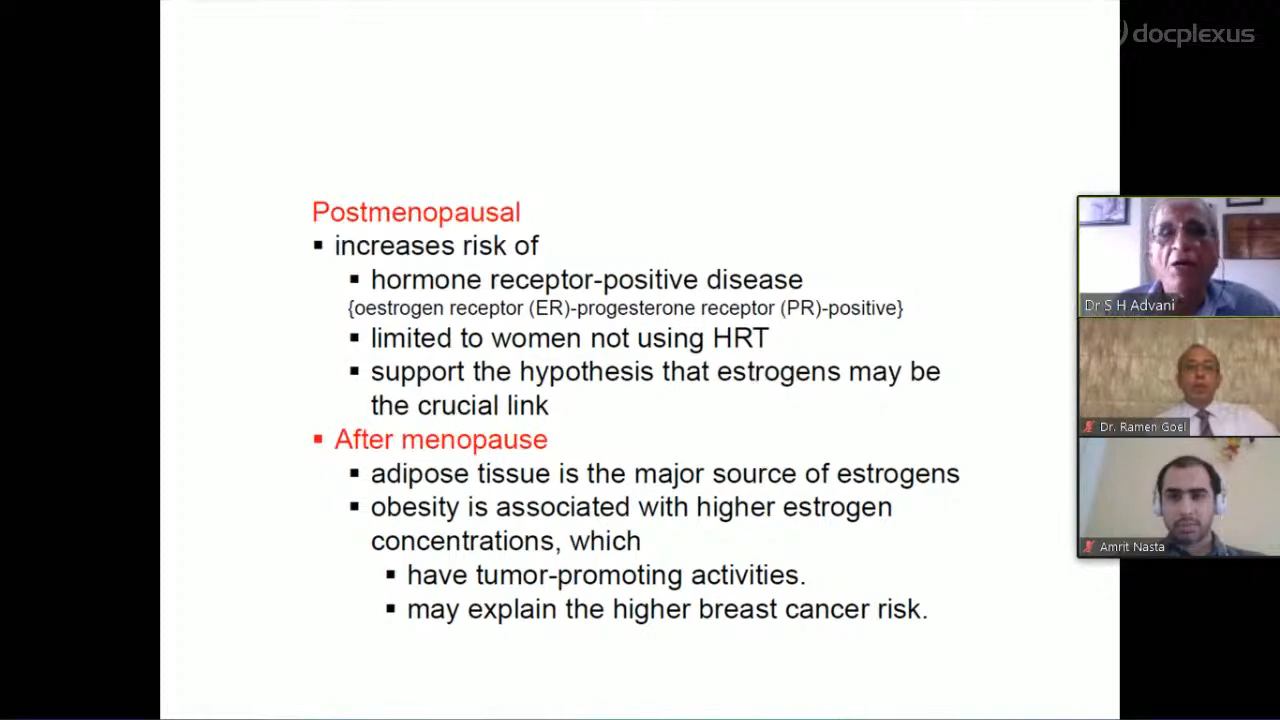 docplexus
Postmenopausal
▪ increases risk of
▪ hormone receptor-positive disease
{oestrogen receptor (ER)-progesterone receptor (PR)-positive}
▪ limited to women not using HRT
▪ support the hypothesis that estrogens may be
the crucial link
▪ After menopause
▪ adipose tissue is the major source of estrogens
▪ obesity is associated with higher estrogen
concentrations, which
▪ have tumor-promoting activities.
▪ may explain the higher breast cancer risk.
Dr S H Advani
Dr. Ramen Goel
Amrit Nasta